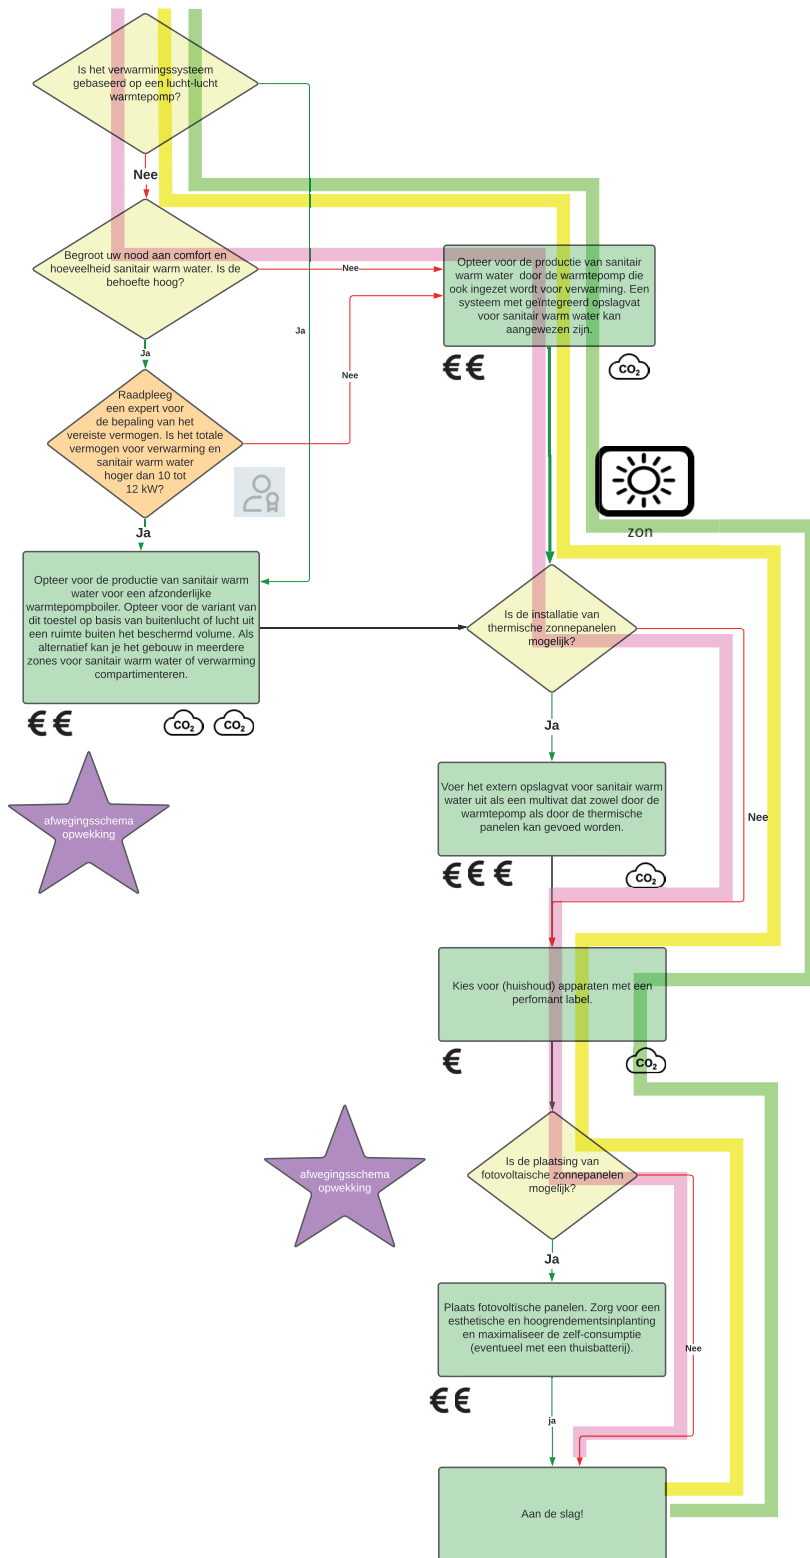 Is het verwarmingssysteem
gebaseerd op een lucht-lucht
warmtepomp?
Nee
Begroot uw nood aan comfort en
hoeveelheid sanitair warm water. Is de
behoefte hoog?
Nee
Opteer voor de productie van sanitair
warm water door de warmtepomp die
ook ingezet wordt voor verwarming. Een
systeem met geïntegreerd opslagvat
voor sanitair warm water kan
aangewezen zijn.
€€
CO2
Ja
Ja
Nee
Raadpleeg
een expert voor
de bepaling van het
vereiste vermogen. Is het totale
vermogen voor verwarming en
sanitair warm water
hoger dan 10 tot
12 kW?
zon
Ja
Opteer voor de productie van sanitair warm
water voor een afzonderlijke
warmtepompboiler. Opteer voor de variant van
dit toestel op basis van buitenlucht of lucht uit
een ruimte buiten het beschermd volume. Als
alternatief kan je het gebouw in meerdere
zones voor sanitair warm water of verwarming
compartimenteren.
€€
CO2
CO2
Is de installatie van
thermische zonnepanelen
mogelijk?
Ja
Nee
afwegingsschema
opwekking
Voer het extern opslagvat voor sanitair warm
water uit als een multivat dat zowel door de
warmtepomp als door de thermische
panelen kan gevoed worden.
€€€
CO2
Kies voor (huishoud) apparaten met een
perfomant label.
€
CO2
afwegingsschema
opwekking
Is de plaatsing van
fotovoltaische zonnepanelen
mogelijk?
Ja
Plaats fotovoltïsche panelen. Zorg voor een
esthetische en hoogrendementsinplanting
en maximaliseer de zelf-consumptie
(eventueel met een thuisbatterij).
Nee
€€
ja
Aan de slag!